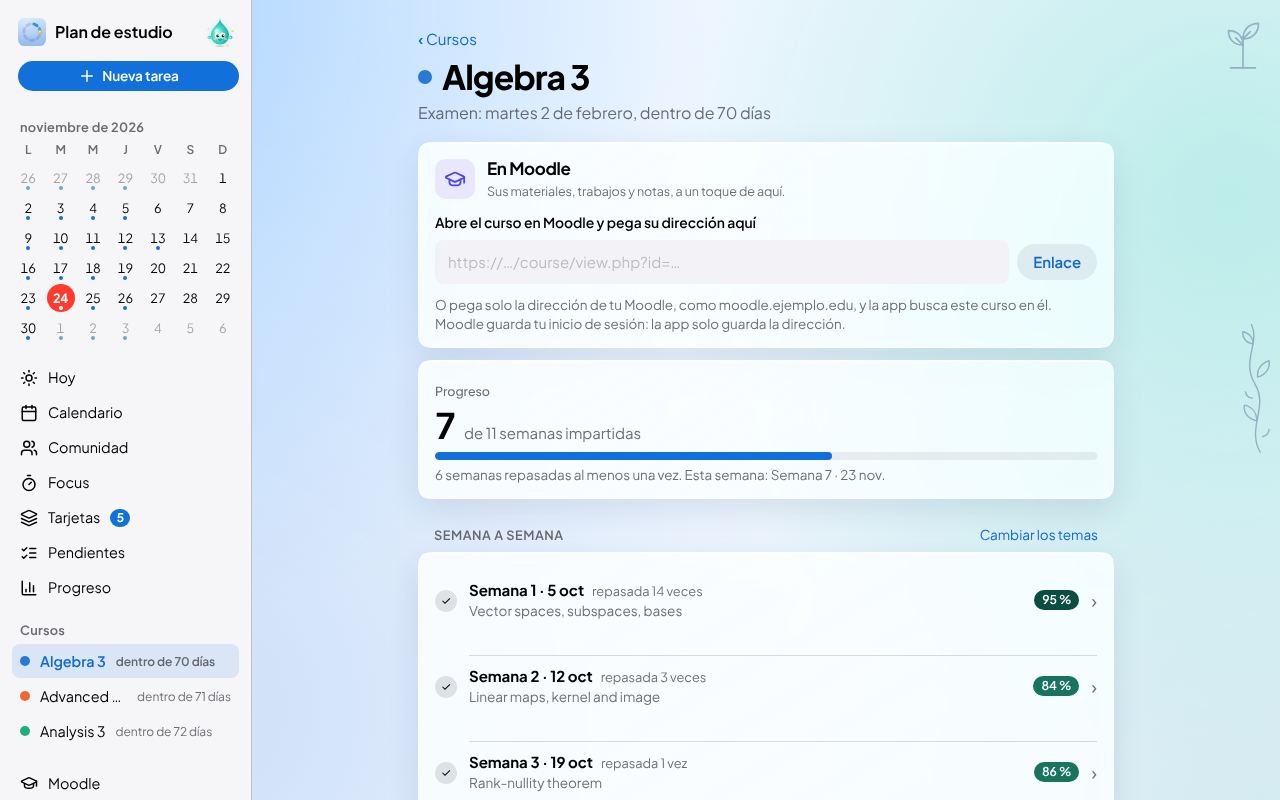 Plan de estudio
Nueva tarea
noviembre de 2026
L M M J V S D
26 27 28 29 30 31 1
2 3 4 5 6 7 8
9 10 11 12 13 14 15
16 17 18 19 20 21 22
23 24 25 26 27 28 29
30 1 2 3 4 5 6
Hoy
Calendario
Comunidad
Focus
Tarjetas 5
Pendientes
Progreso
Cursos
Algebra 3 dentro de 70 días
Advanced ... dentro de 71 días
Analysis 3 dentro de 72 días
Moodle
‹ Cursos
Algebra 3
Examen: martes 2 de febrero, dentro de 70 días
En Moodle
Sus materiales, trabajos y notas, a un toque de aquí.
Abre el curso en Moodle y pega su dirección aquí
https://…/course/view.php?id=…
Enlace
O pega solo la dirección de tu Moodle, como moodle.ejemplo.edu, y la app busca este curso en él.
Moodle guarda tu inicio de sesión: la app solo guarda la dirección.
Progreso
7 de 11 semanas impartidas
6 semanas repasadas al menos una vez. Esta semana: Semana 7 · 23 nov.
SEMANA A SEMANA
Cambiar los temas
Semana 1 · 5 oct repasada 14 veces
Vector spaces, subspaces, bases
95 % ›
Semana 2 · 12 oct repasada 3 veces
Linear maps, kernel and image
84 % ›
Semana 3 · 19 oct repasada 1 vez
Rank-nullity theorem
86 % ›